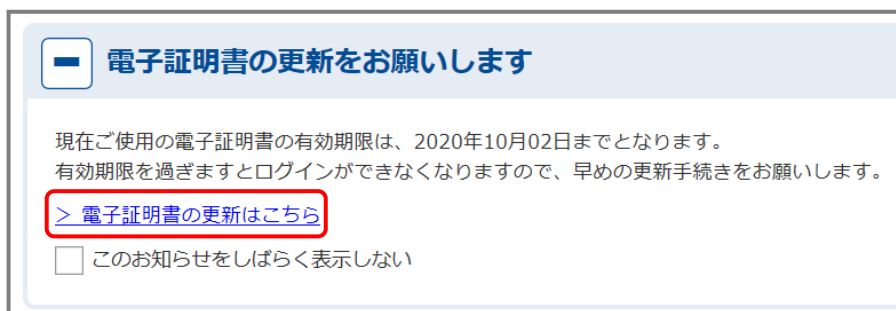 電子証明書の更新をお願いします
現在ご使用の電子証明書の有効期限は、2020年10月02日までとなります。
有効期限を過ぎますとログインができなくなりますので、早めの更新手続きをお願いします。
> 電子証明書の更新はこちら
このお知らせをしばらく表示しない